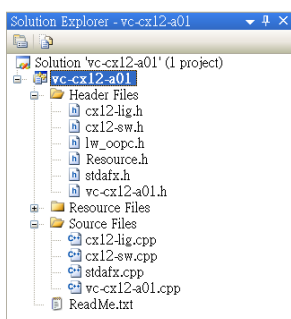 Solution Explorer - vc-cx12-a01
Solution 'vc-cx12-a01' (1 project)
vc-cx12-a01
Header Files
cx12-lig.h
cx12-sw.h
lw_oopc.h
Resource.h
stdafx.h
vc-cx12-a01.h
Resource Files
Source Files
cx12-lig.cpp
cx12-sw.cpp
stdafx.cpp
vc-cx12-a01.cpp
ReadMe.txt